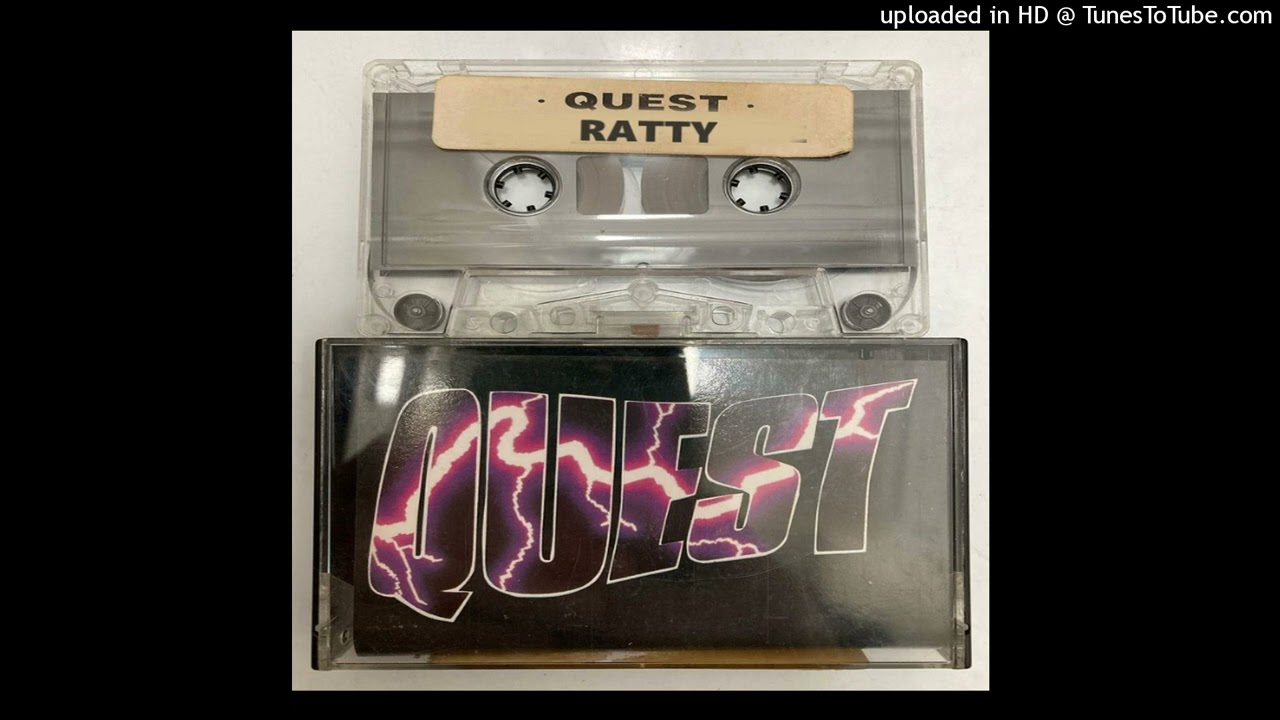 uploaded in HD @ TunesToTube.com
· QUEST ·
RATTY
QUEST